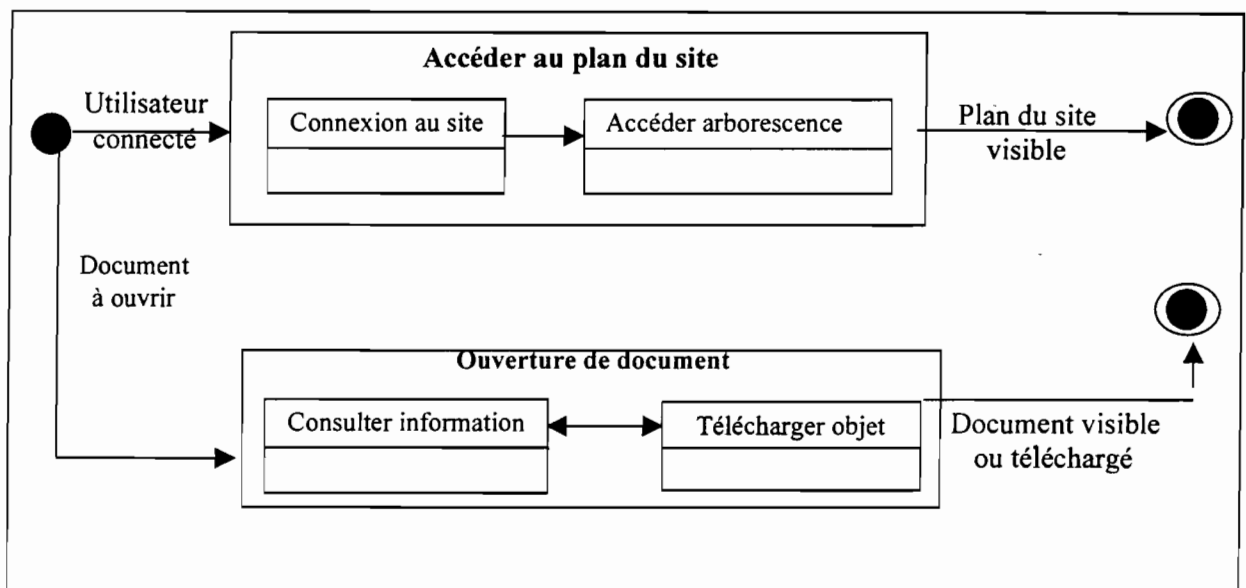 Accéder au plan du site
Utilisateur
connecté
Connexion au site
Accéder arborescence
Plan du site
visible
Document
à ouvrir
Ouverture de document
Consulter information
Télécharger objet
Document visible
ou téléchargé